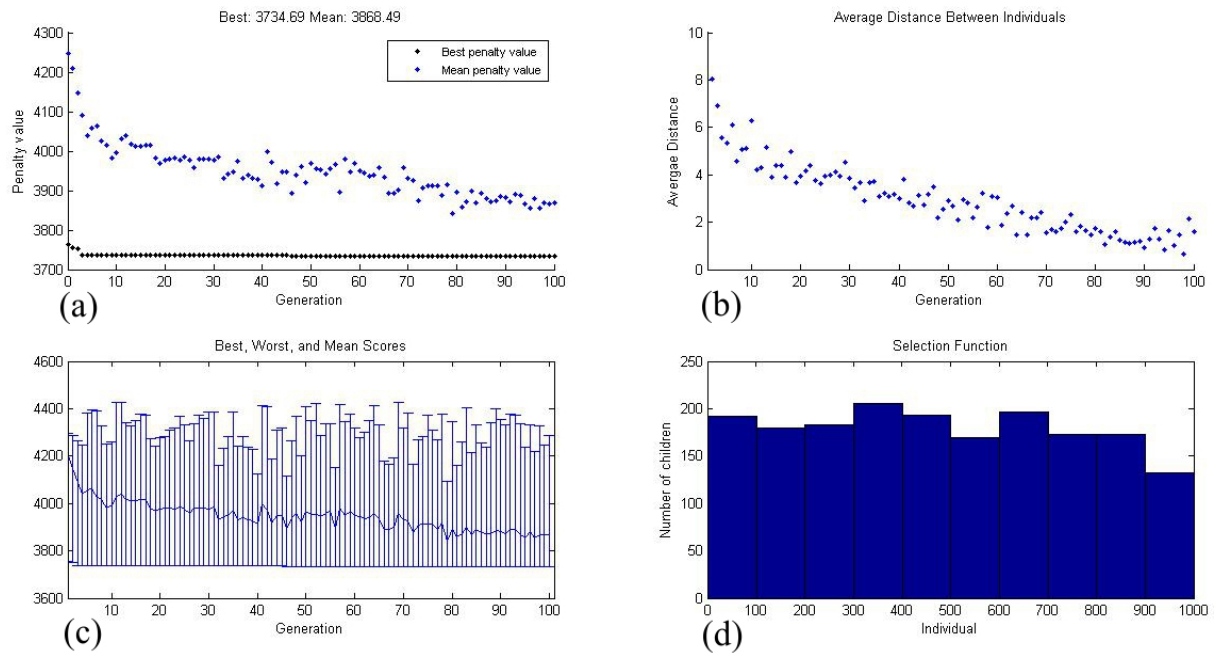 Best: 3734.69 Mean: 3868.49
4300
4200
4100
4000
3900
3800
3700
Penalty value
Best penalty value
Mean penalty value
0 10 20 30 40 50 60 70 80 90 100
Generation
(a)
Average Distance Between Individuals
10
8
6
4
2
0
Avergae Distance
0 10 20 30 40 50 60 70 80 90 100
Generation
(b)
Best, Worst, and Mean Scores
4600
4400
4200
4000
3800
3600
10 20 30 40 50 60 70 80 90 100
Generation
(c)
Selection Function
250
200
150
100
50
0
Number of children
0 100 200 300 400 500 600 700 800 900 1000
Individual
(d)